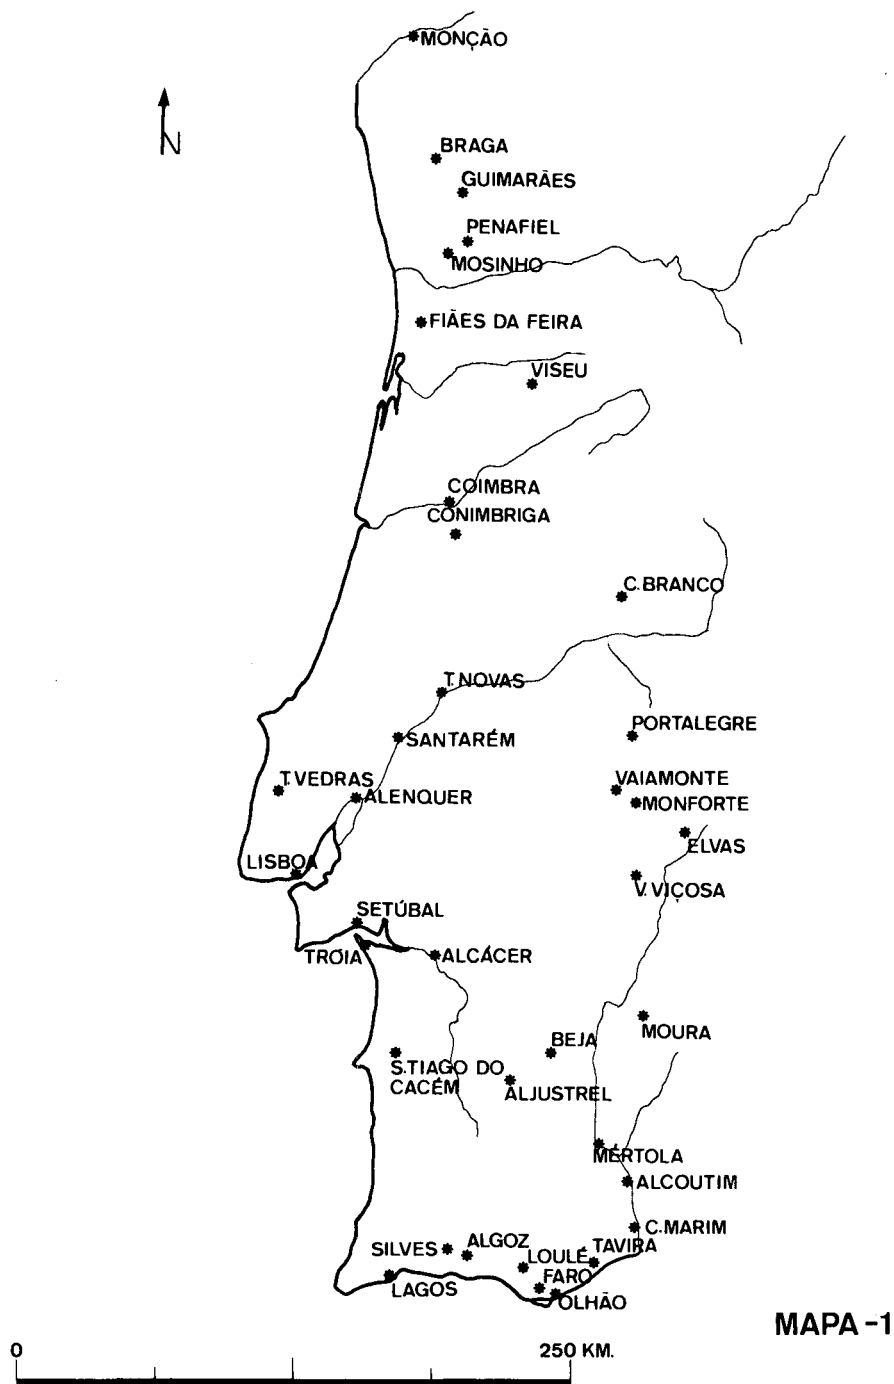 MONÇÃO
N
BRAGA
GUIMARÃES
PENAFIEL
MOSINHO
FIÃES DA FEIRA
VISEU
COIMBRA
CONIMBRIGA
C.BRANCO
T.NOVAS
PORTALEGRE
SANTARÉM
T.VEDRAS
VAIAMONTE
ALENQUER
MONFORTE
ELVAS
LISBOA
V.VIÇOSA
SETÚBAL
TRÓIA
ALCÁCER
MOURA
BEJA
S.TIAGO DO
CACÉM
ALJUSTREL
MÉRTOLA
ALCOUTIM
C.MARIM
SILVES
ALGOZ
LOULÉ
TAVIRA
FARO
LAGOS
OLHÃO
MAPA -1
0
250 KM.